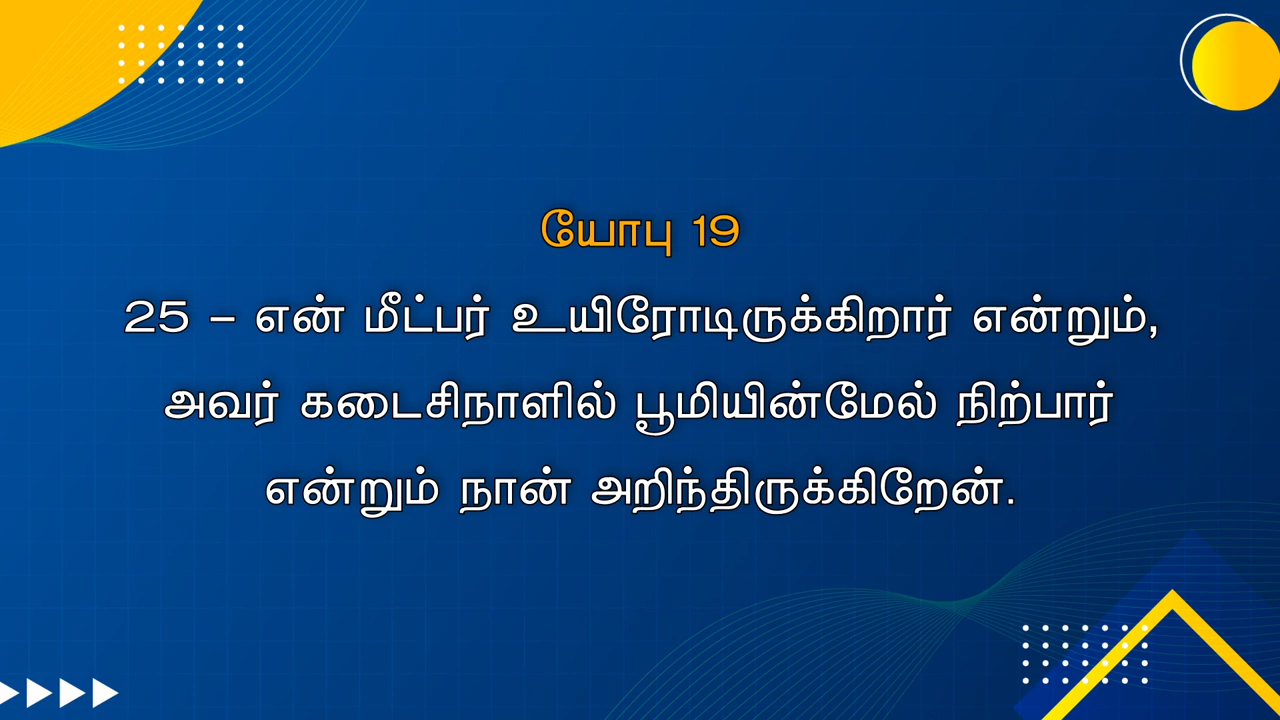 யோபு 19
25 – என் மீட்பர் உயிரோடிருக்கிறார் என்றும்,
அவர் கடைசிநாளில் பூமியின்மேல் நிற்பார்
என்றும் நான் அறிந்திருக்கிறேன்.